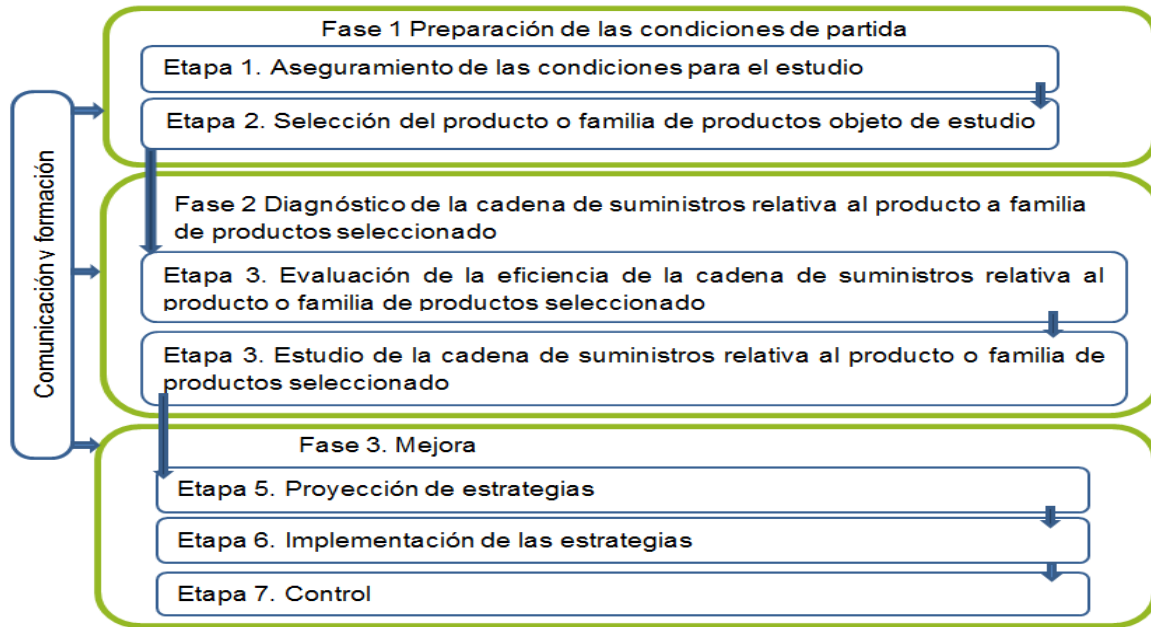 Fase 1 Preparación de las condiciones de partida
Etapa 1. Aseguramiento de las condiciones para el estudio
Etapa 2. Selección del producto o familia de productos objeto de estudio
Comunicación y formación
Fase 2 Diagnóstico de la cadena de suministros relativa al producto a familia
de productos seleccionado
Etapa 3. Evaluación de la eficiencia de la cadena de suministros relativa al
producto o familia de productos seleccionado
Etapa 3. Estudio de la cadena de suministros relativa al producto o familia de
productos seleccionado
Fase 3. Mejora
Etapa 5. Proyección de estrategias
Etapa 6. Implementación de las estrategias
Etapa 7. Control